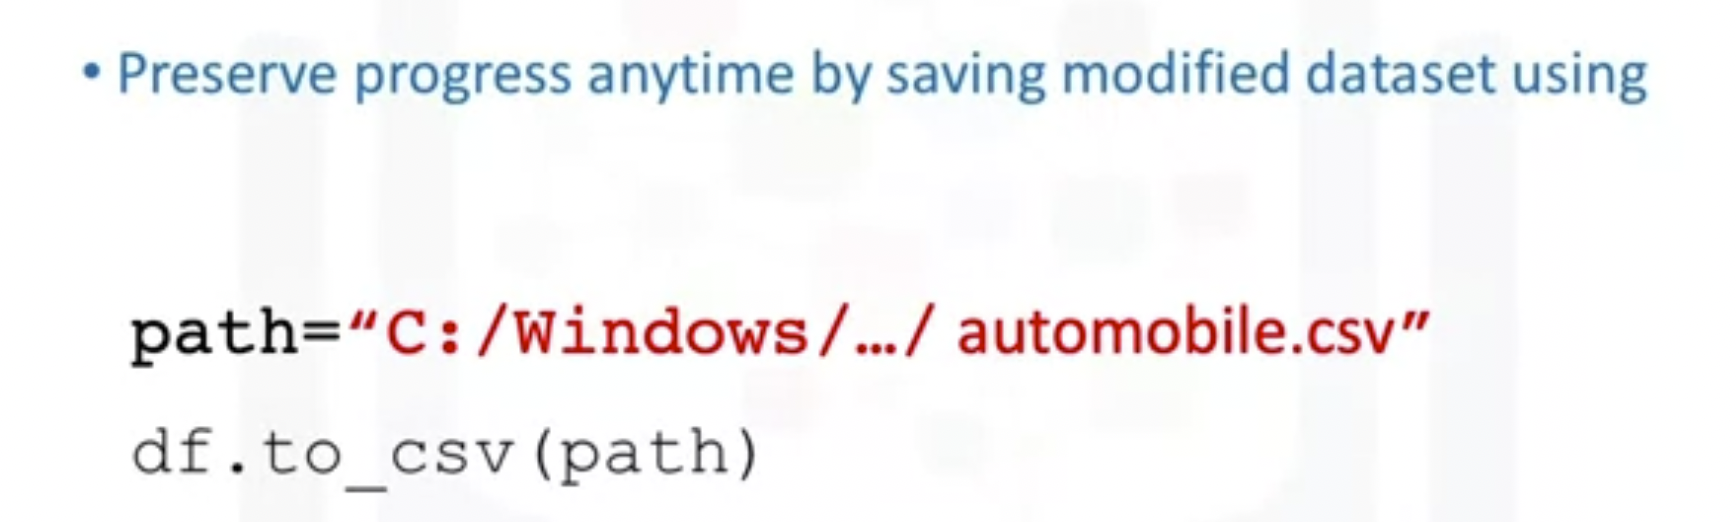 • Preserve progress anytime by saving modified dataset using
path=“C:/Windows/…/ automobile.csv”
df.to_csv(path)